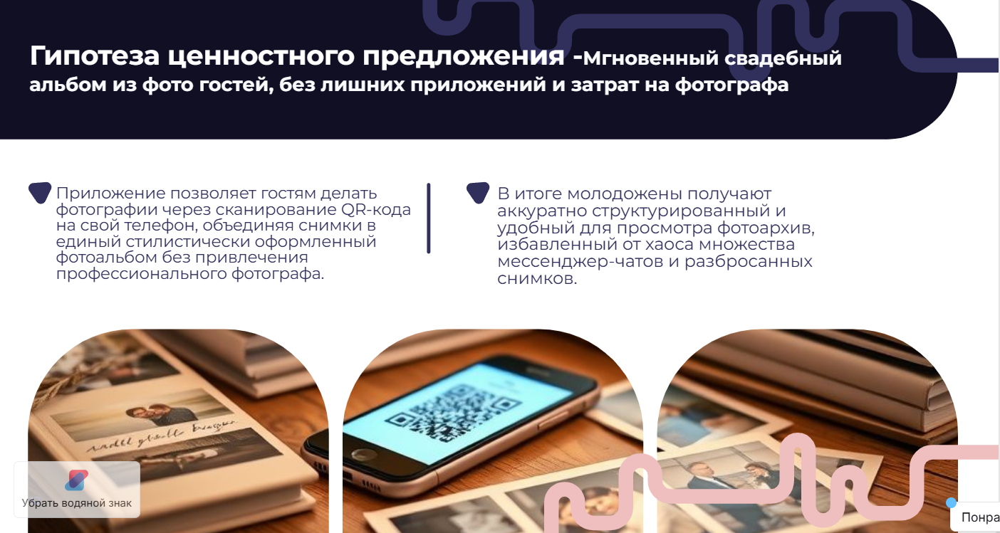 Гипотеза ценностного предложения -Мгновенный свадебный
альбом из фото гостей, без лишних приложений и затрат на фотографа
Приложение позволяет гостям делать
фотографии через сканирование QR-кода
на свой телефон, объединяя снимки в
единый стилистически оформленный
фотоальбом без привлечения
профессионального фотографа.
В итоге молодожены получают
аккуратно структурированный и
удобный для просмотра фотоархив,
избавленный от хаоса множества
мессенджер-чатов и разбросанных
снимков.
Убрать водяной знак
Понра